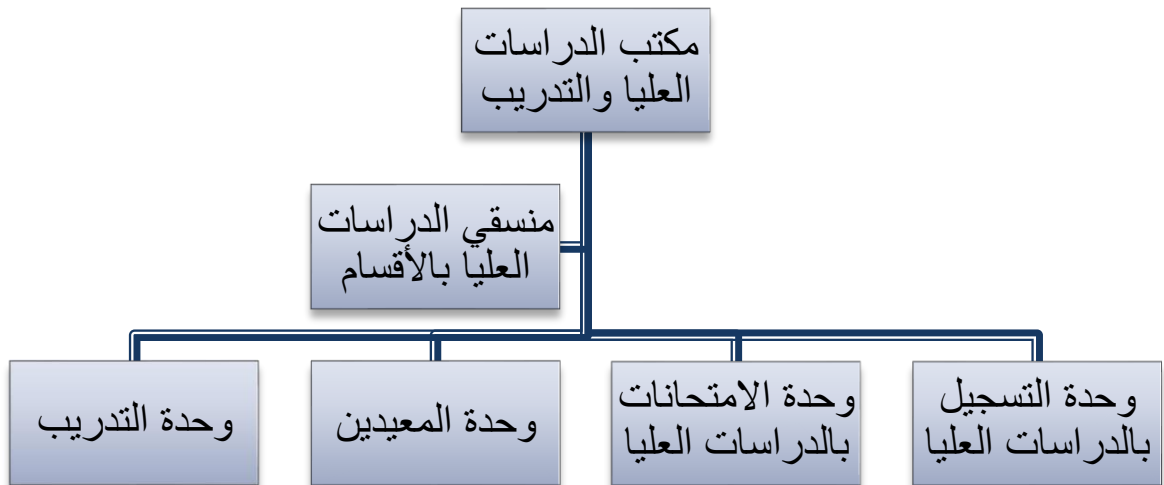 مكتب الدراسات
العليا والتدريب
منسقي الدراسات
العليا بالأقسام
وحدة التسجيل
بالدراسات العليا
وحدة الامتحانات
بالدراسات العليا
وحدة المعيدين
وحدة التدريب